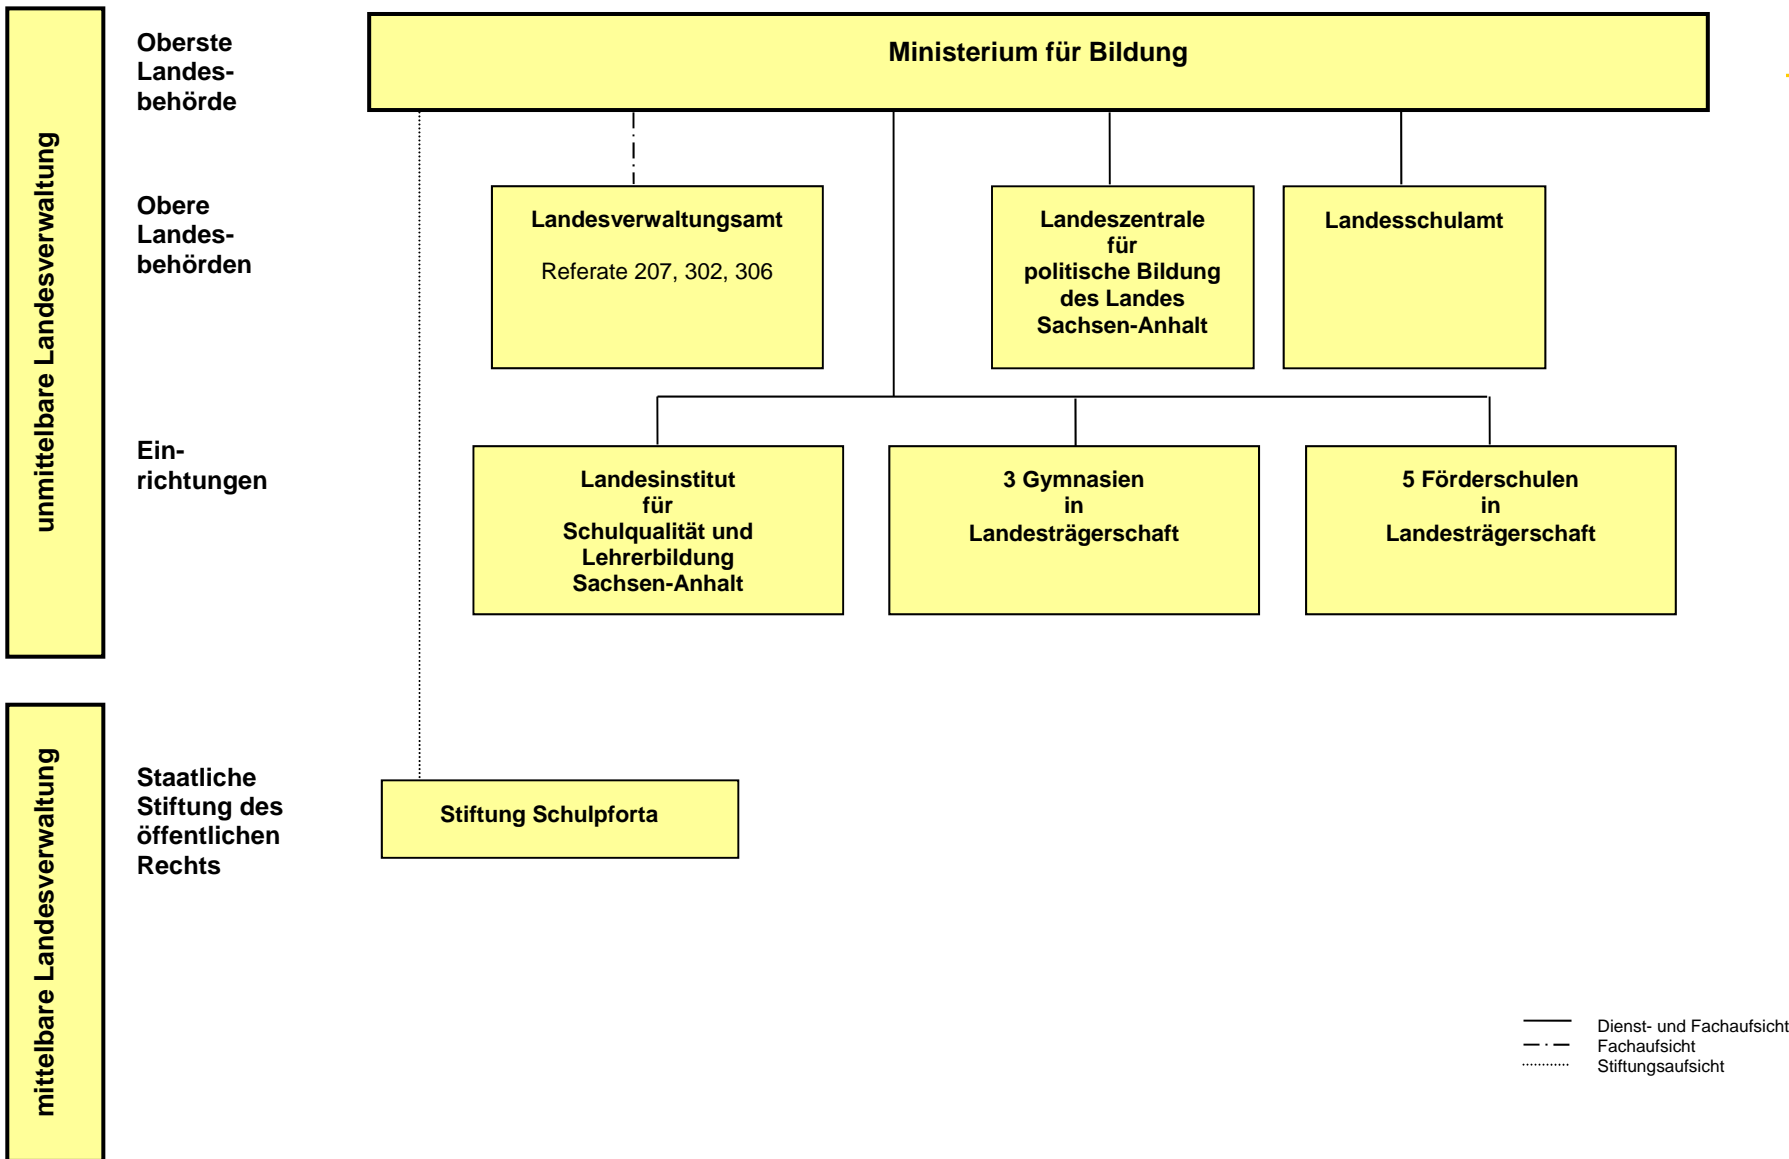 unmittelbare Landesverwaltung
Oberste
Landes-
behörde
Ministerium für Bildung
Obere
Landes-
behörden
Landesverwaltungsamt
Referate 207, 302, 306
Landeszentrale
für
politische Bildung
des Landes
Sachsen-Anhalt
Landesschulamt
Ein-
richtungen
Landesinstitut
für
Schulqualität und
Lehrerbildung
Sachsen-Anhalt
3 Gymnasien
in
Landesträgerschaft
5 Förderschulen
in
Landesträgerschaft
mittelbare Landesverwaltung
Staatliche
Stiftung des
öffentlichen
Rechts
Stiftung Schulpforta
Dienst- und Fachaufsicht
Fachaufsicht
Stiftungsaufsicht